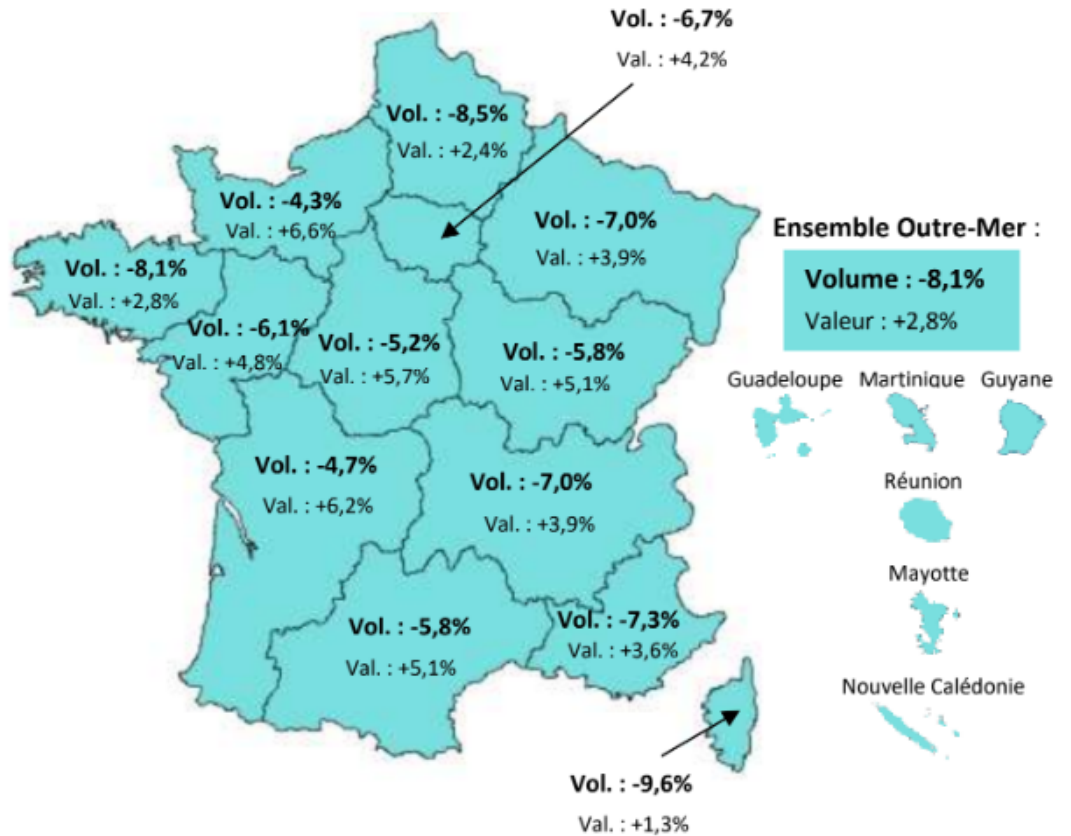 Vol. : -6,7%
Val. : +4,2%
Vol. : -8,5%
Val. : +2,4%
Vol. : -4,3%
Val. : +6,6%
Vol. : -7,0%
Val. : +3,9%
Vol. : -8,1%
Val. : +2,8%
Vol. : -6,1%
Val. : +4,8%
Vol. : -5,2%
Val. : +5,7%
Vol. : -5,8%
Val. : +5,1%
Vol. : -4,7%
Val. : +6,2%
Vol. : -7,0%
Val. : +3,9%
Vol. : -5,8%
Val. : +5,1%
Vol. : -7,3%
Val. : +3,6%
Vol. : -9,6%
Val. : +1,3%
Ensemble Outre-Mer :
Volume : -8,1%
Valeur : +2,8%
Guadeloupe Martinique Guyane
Réunion
Mayotte
Nouvelle Calédonie